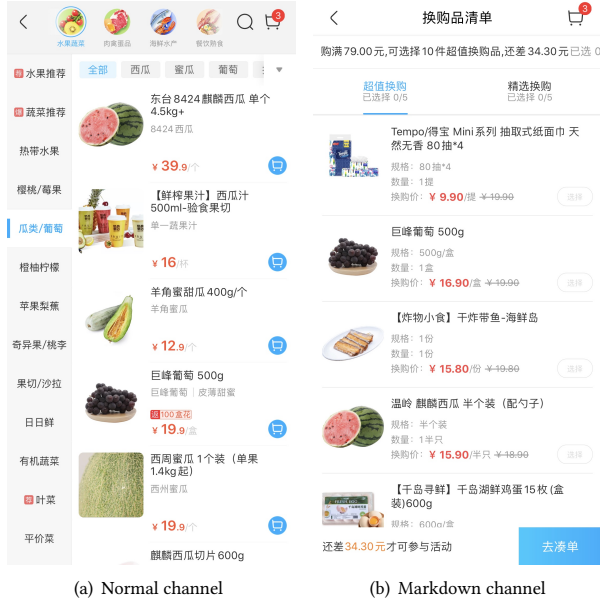 3
水果蔬菜
肉禽蛋品
海鲜水产
餐饮熟食
全部
西瓜
蜜瓜
葡萄
荐 水果推荐
蔬菜推荐
热带水果
樱桃/莓果
瓜类/葡萄
橙柚柠檬
苹果梨蕉
奇异果/桃李
果切/沙拉
日日鲜
有机蔬菜
叶菜
平价菜
东台8424麒麟西瓜 单个
4.5kg+
8424西瓜
¥ 39.9/个
【鲜榨果汁】西瓜汁
500ml-验食果切
单一蔬果汁
¥ 16/杯
羊角蜜甜瓜400g/个
羊角蜜瓜
¥ 12.9/个
巨峰葡萄 500g
巨峰葡萄｜皮薄甜蜜
返100盒花
¥ 19.9/盒
西周蜜瓜 1个装（单果
1.4kg起）
西州蜜瓜
¥ 19.9/个
麒麟西瓜切片600g
(a) Normal channel
换购品清单
3
购满79.00元,可选择10件超值换购品,还差34.30元已选 0
超值换购
已选择 0/5
精选换购
已选择 0/5
Tempo/得宝 Mini系列 抽取式纸面巾 天
然无香 80抽*4
规格：80抽*4
数量：1提
换购价：¥ 9.90/提 ¥ 19.90
选择
巨峰葡萄 500g
规格：500g/盒
数量：1盒
换购价：¥ 16.90/盒 ¥ 19.90
选择
【炸物小食】干炸带鱼-海鲜岛
规格：1份
数量：1份
换购价：¥ 15.80/份 ¥ 19.80
选择
温岭 麒麟西瓜 半个装（配勺子）
规格：半个装
数量：1半只
换购价：¥ 15.90/半只 ¥ 18.90
选择
【千岛寻鲜】千岛湖鲜鸡蛋15枚(盒
装)600g
规格：600g/盒
还差34.30元才可参与活动
去凑单
(b) Markdown channel